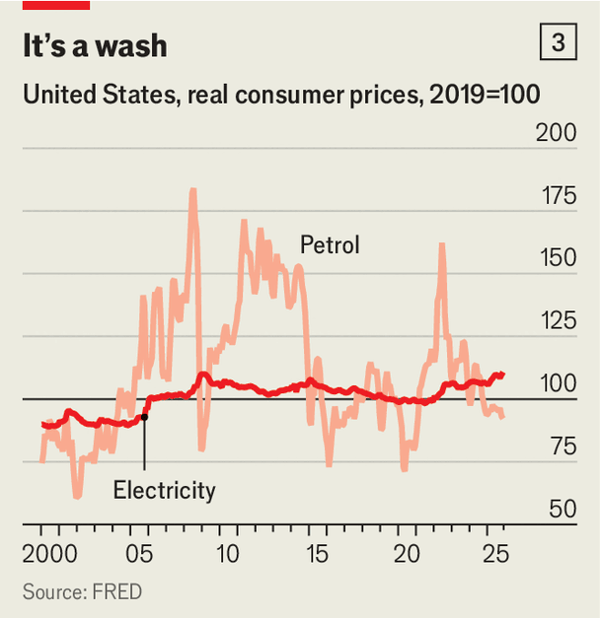 It's a wash
3
United States, real consumer prices, 2019=100
200
175
Petrol
150
125
100
75
Electricity
50
2000 05 10 15 20 25
Source: FRED